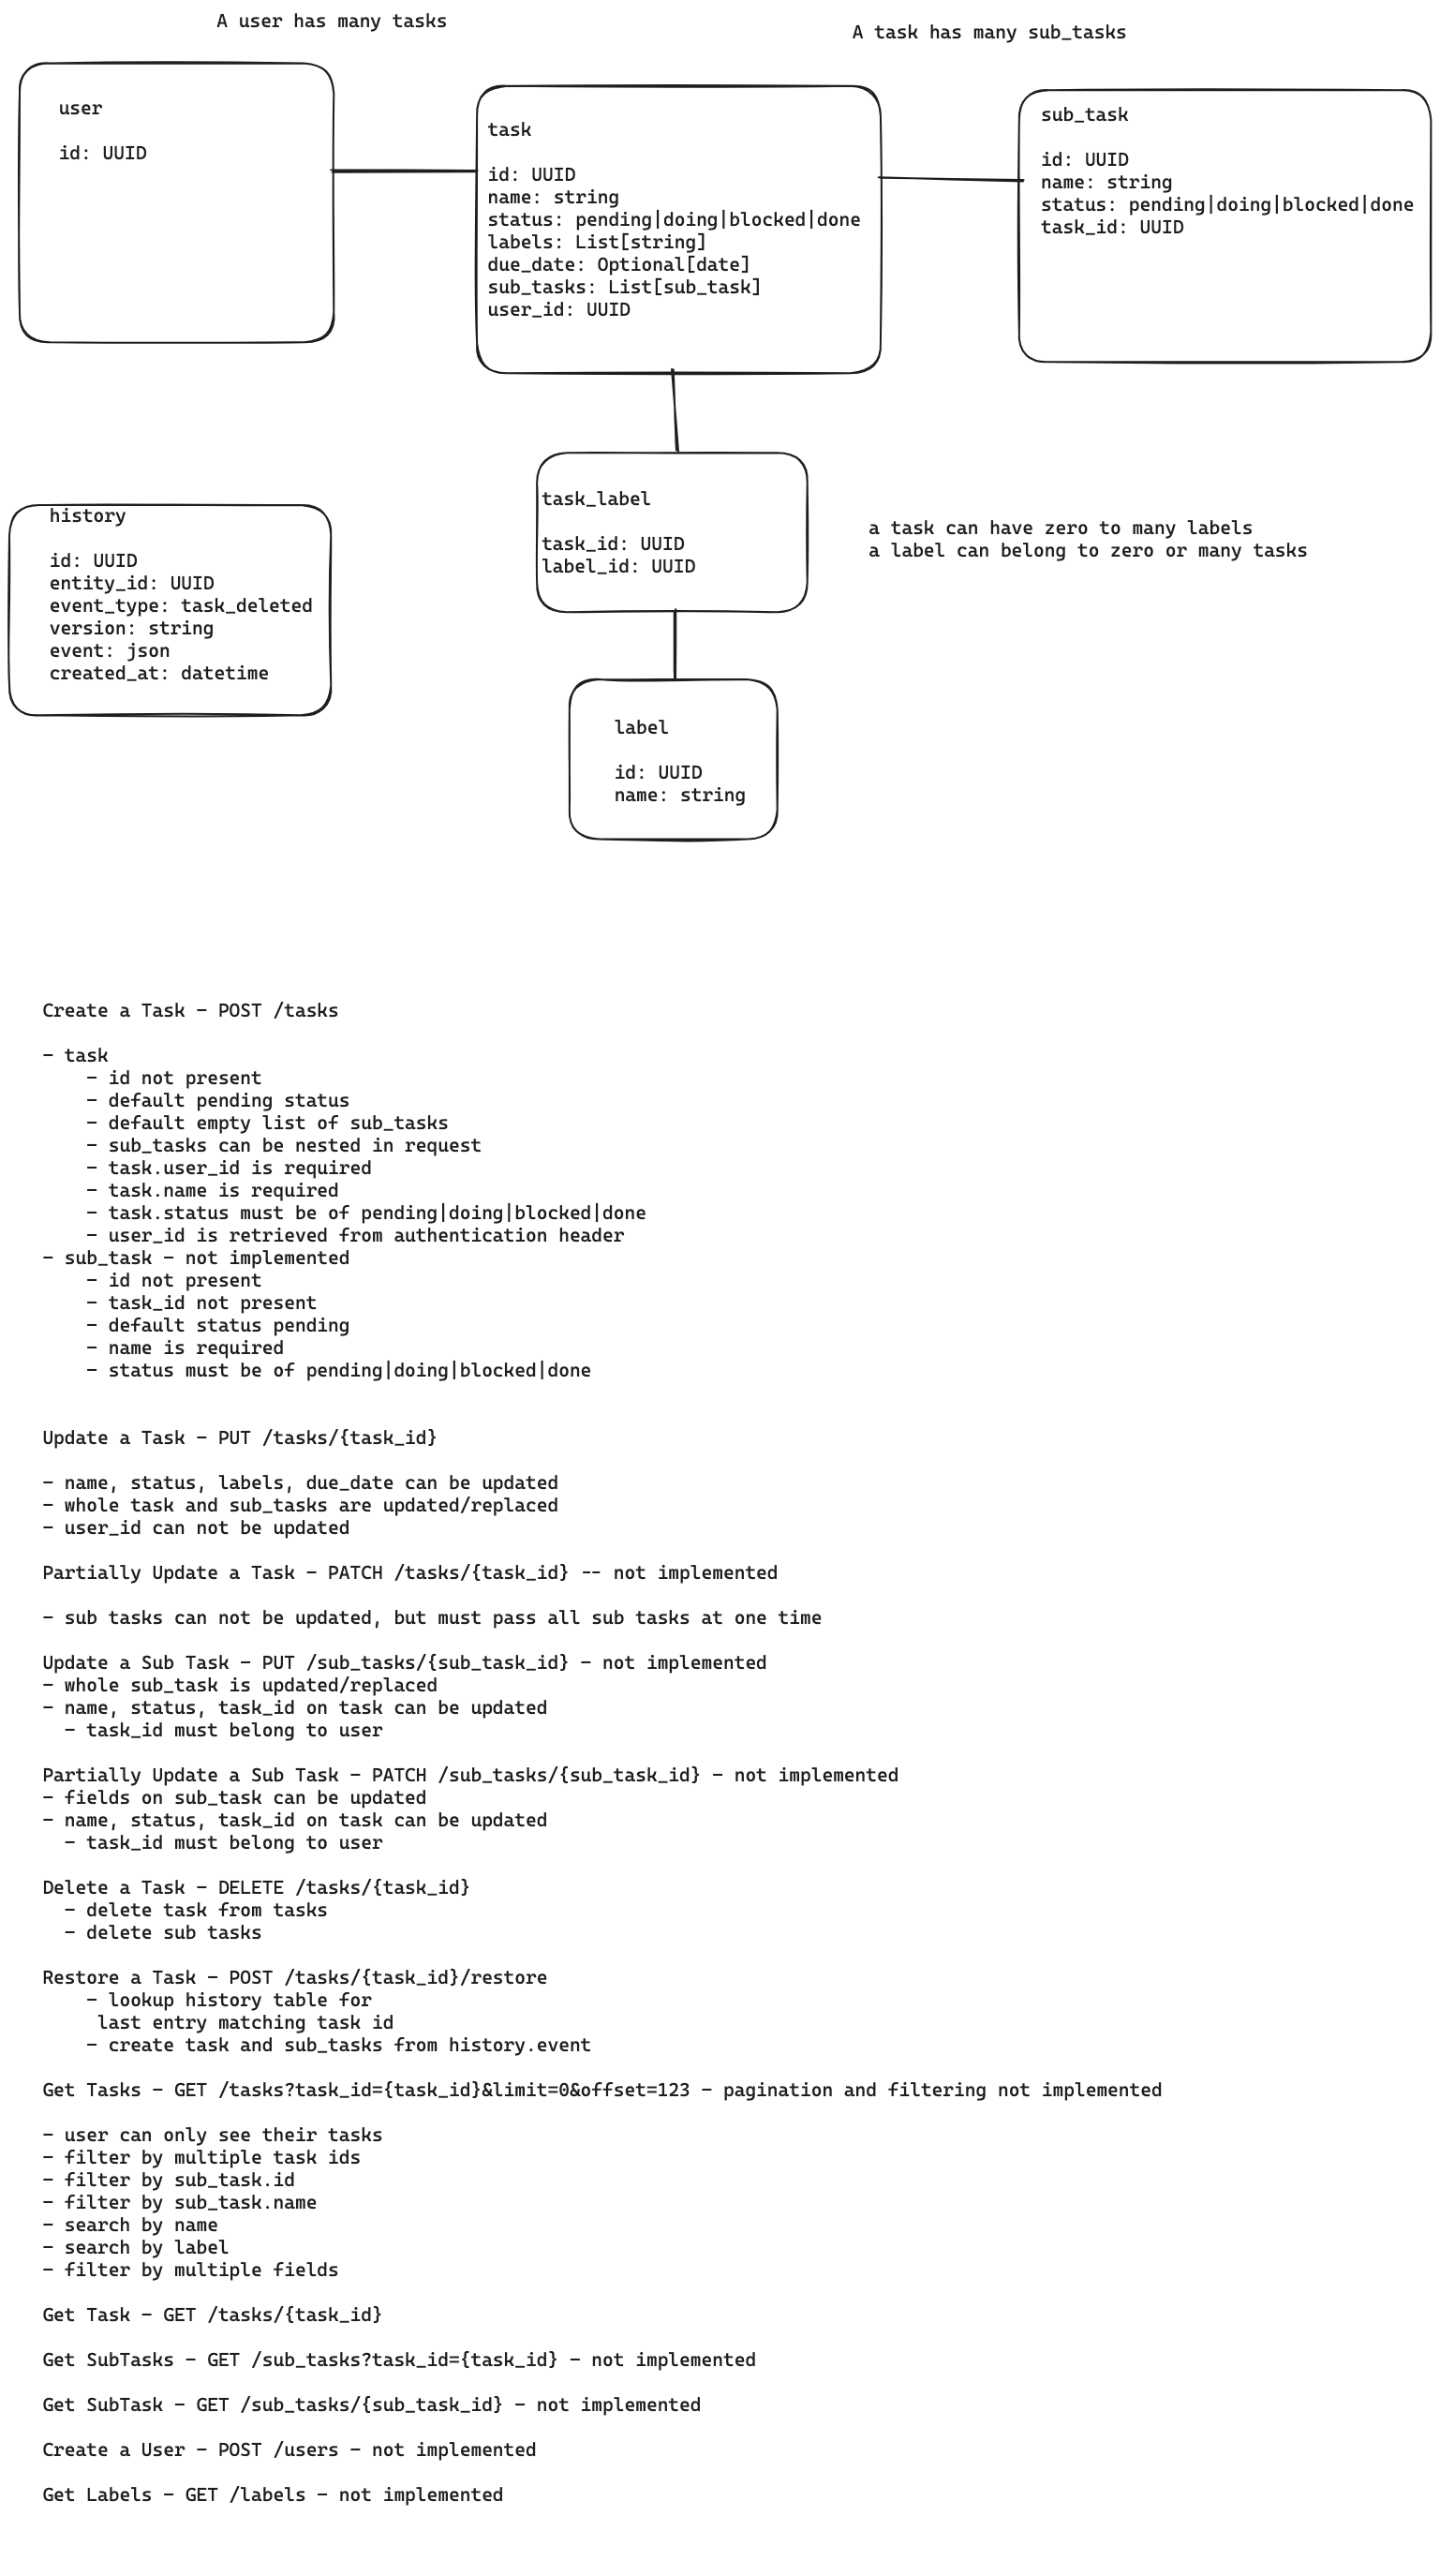 A user has many tasks
A task has many sub_tasks
user
id: UUID
task
id: UUID
name: string
status: pending|doing|blocked|done
labels: List[string]
due_date: Optional[date]
sub_tasks: List[sub_task]
user_id: UUID
sub_task
id: UUID
name: string
status: pending|doing|blocked|done
task_id: UUID
history
id: UUID
entity_id: UUID
event_type: task_deleted
version: string
event: json
created_at: datetime
task_label
task_id: UUID
label_id: UUID
a task can have zero to many labels
a label can belong to zero or many tasks
label
id: UUID
name: string
Create a Task - POST /tasks
- task
    - id not present
    - default pending status
    - default empty list of sub_tasks
    - sub_tasks can be nested in request
    - task.user_id is required
    - task.name is required
    - task.status must be of pending|doing|blocked|done
    - user_id is retrieved from authentication header
- sub_task - not implemented
    - id not present
    - task_id not present
    - default status pending
    - name is required
    - status must be of pending|doing|blocked|done
Update a Task - PUT /tasks/{task_id}
- name, status, labels, due_date can be updated
- whole task and sub_tasks are updated/replaced
- user_id can not be updated
Partially Update a Task - PATCH /tasks/{task_id} -- not implemented
- sub tasks can not be updated, but must pass all sub tasks at one time
Update a Sub Task - PUT /sub_tasks/{sub_task_id} - not implemented
- whole sub_task is updated/replaced
- name, status, task_id on task can be updated
  - task_id must belong to user
Partially Update a Sub Task - PATCH /sub_tasks/{sub_task_id} - not implemented
- fields on sub_task can be updated
- name, status, task_id on task can be updated
  - task_id must belong to user
Delete a Task - DELETE /tasks/{task_id}
  - delete task from tasks
  - delete sub tasks
Restore a Task - POST /tasks/{task_id}/restore
    - lookup history table for
     last entry matching task id
    - create task and sub_tasks from history.event
Get Tasks - GET /tasks?task_id={task_id}&limit=0&offset=123 - pagination and filtering not implemented
- user can only see their tasks
- filter by multiple task ids
- filter by sub_task.id
- filter by sub_task.name
- search by name
- search by label
- filter by multiple fields
Get Task - GET /tasks/{task_id}
Get SubTasks - GET /sub_tasks?task_id={task_id} - not implemented
Get SubTask - GET /sub_tasks/{sub_task_id} - not implemented
Create a User - POST /users - not implemented
Get Labels - GET /labels - not implemented